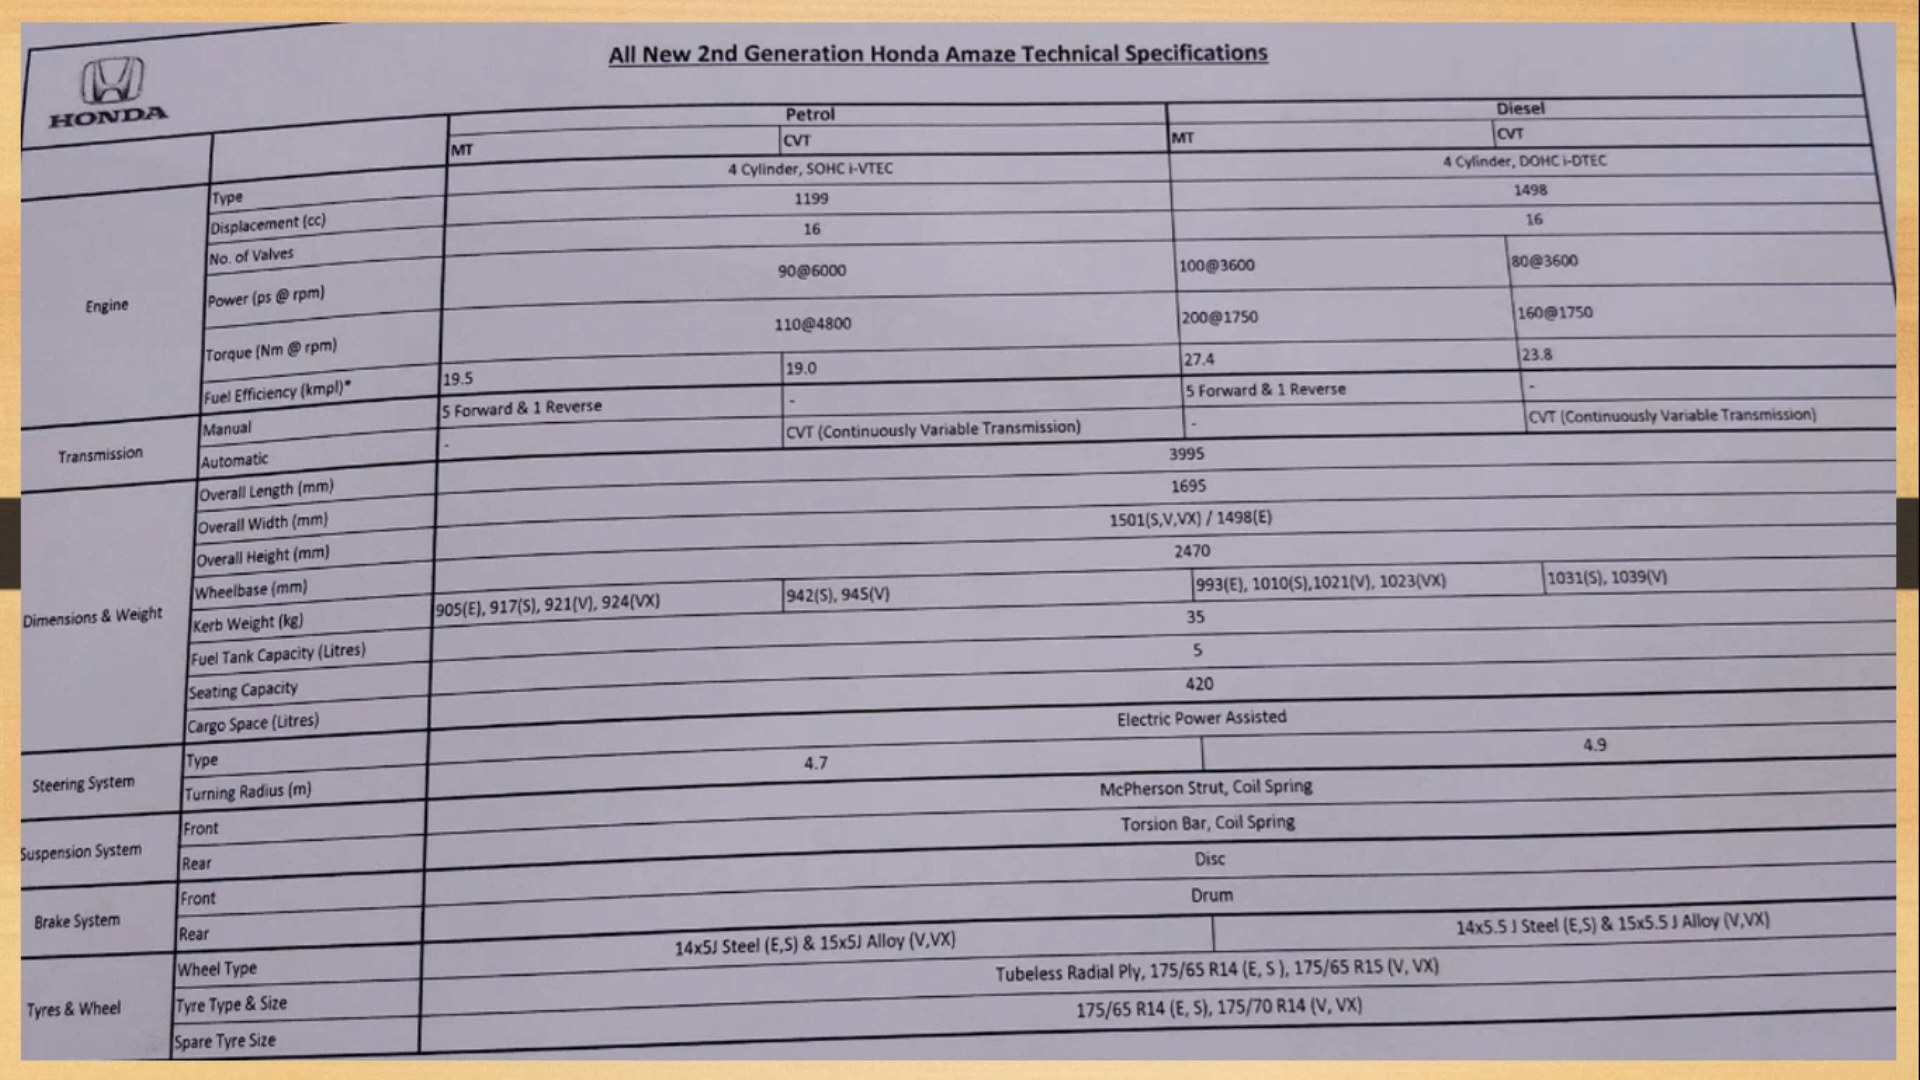 All New 2nd Generation Honda Amaze Technical Specifications
HONDA
Petrol Diesel
MT CVT MT CVT
Engine
Type 4 Cylinder, SOHC i-VTEC 4 Cylinder, DOHC i-DTEC
Displacement (cc) 1199 1498
No. of Valves 16 16
Power (ps @ rpm) 90@6000 100@3600 80@3600
Torque (Nm @ rpm) 110@4800 200@1750 160@1750
Fuel Efficiency (kmpl)* 19.5 19.0 27.4 23.8
Transmission
Manual 5 Forward & 1 Reverse - 5 Forward & 1 Reverse -
Automatic - CVT (Continuously Variable Transmission) - CVT (Continuously Variable Transmission)
Dimensions & Weight
Overall Length (mm) 3995
Overall Width (mm) 1695
Overall Height (mm) 1501(S,V,VX) / 1498(E)
Wheelbase (mm) 2470
Kerb Weight (kg) 905(E), 917(S), 921(V), 924(VX) 942(S), 945(V) 993(E), 1010(S),1021(V), 1023(VX) 1031(S), 1039(V)
Fuel Tank Capacity (Litres) 35
Seating Capacity 5
Cargo Space (Litres) 420
Steering System
Type Electric Power Assisted
Turning Radius (m) 4.7 4.9
Suspension System
Front McPherson Strut, Coil Spring
Rear Torsion Bar, Coil Spring
Brake System
Front Disc
Rear Drum
Tyres & Wheel
Wheel Type 14x5J Steel (E,S) & 15x5J Alloy (V,VX) 14x5.5 J Steel (E,S) & 15x5.5 J Alloy (V,VX)
Tyre Type & Size Tubeless Radial Ply, 175/65 R14 (E, S ), 175/65 R15 (V, VX)
Spare Tyre Size 175/65 R14 (E, S), 175/70 R14 (V, VX)